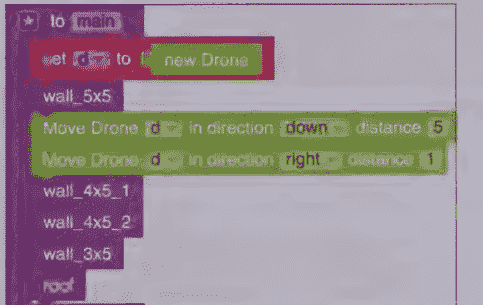 to main
set d to new Drone
wall_5x5
Move Drone d in direction down distance 5
Move Drone d in direction right distance 1
wall_4x5_1
wall_4x5_2
wall_3x5
roof